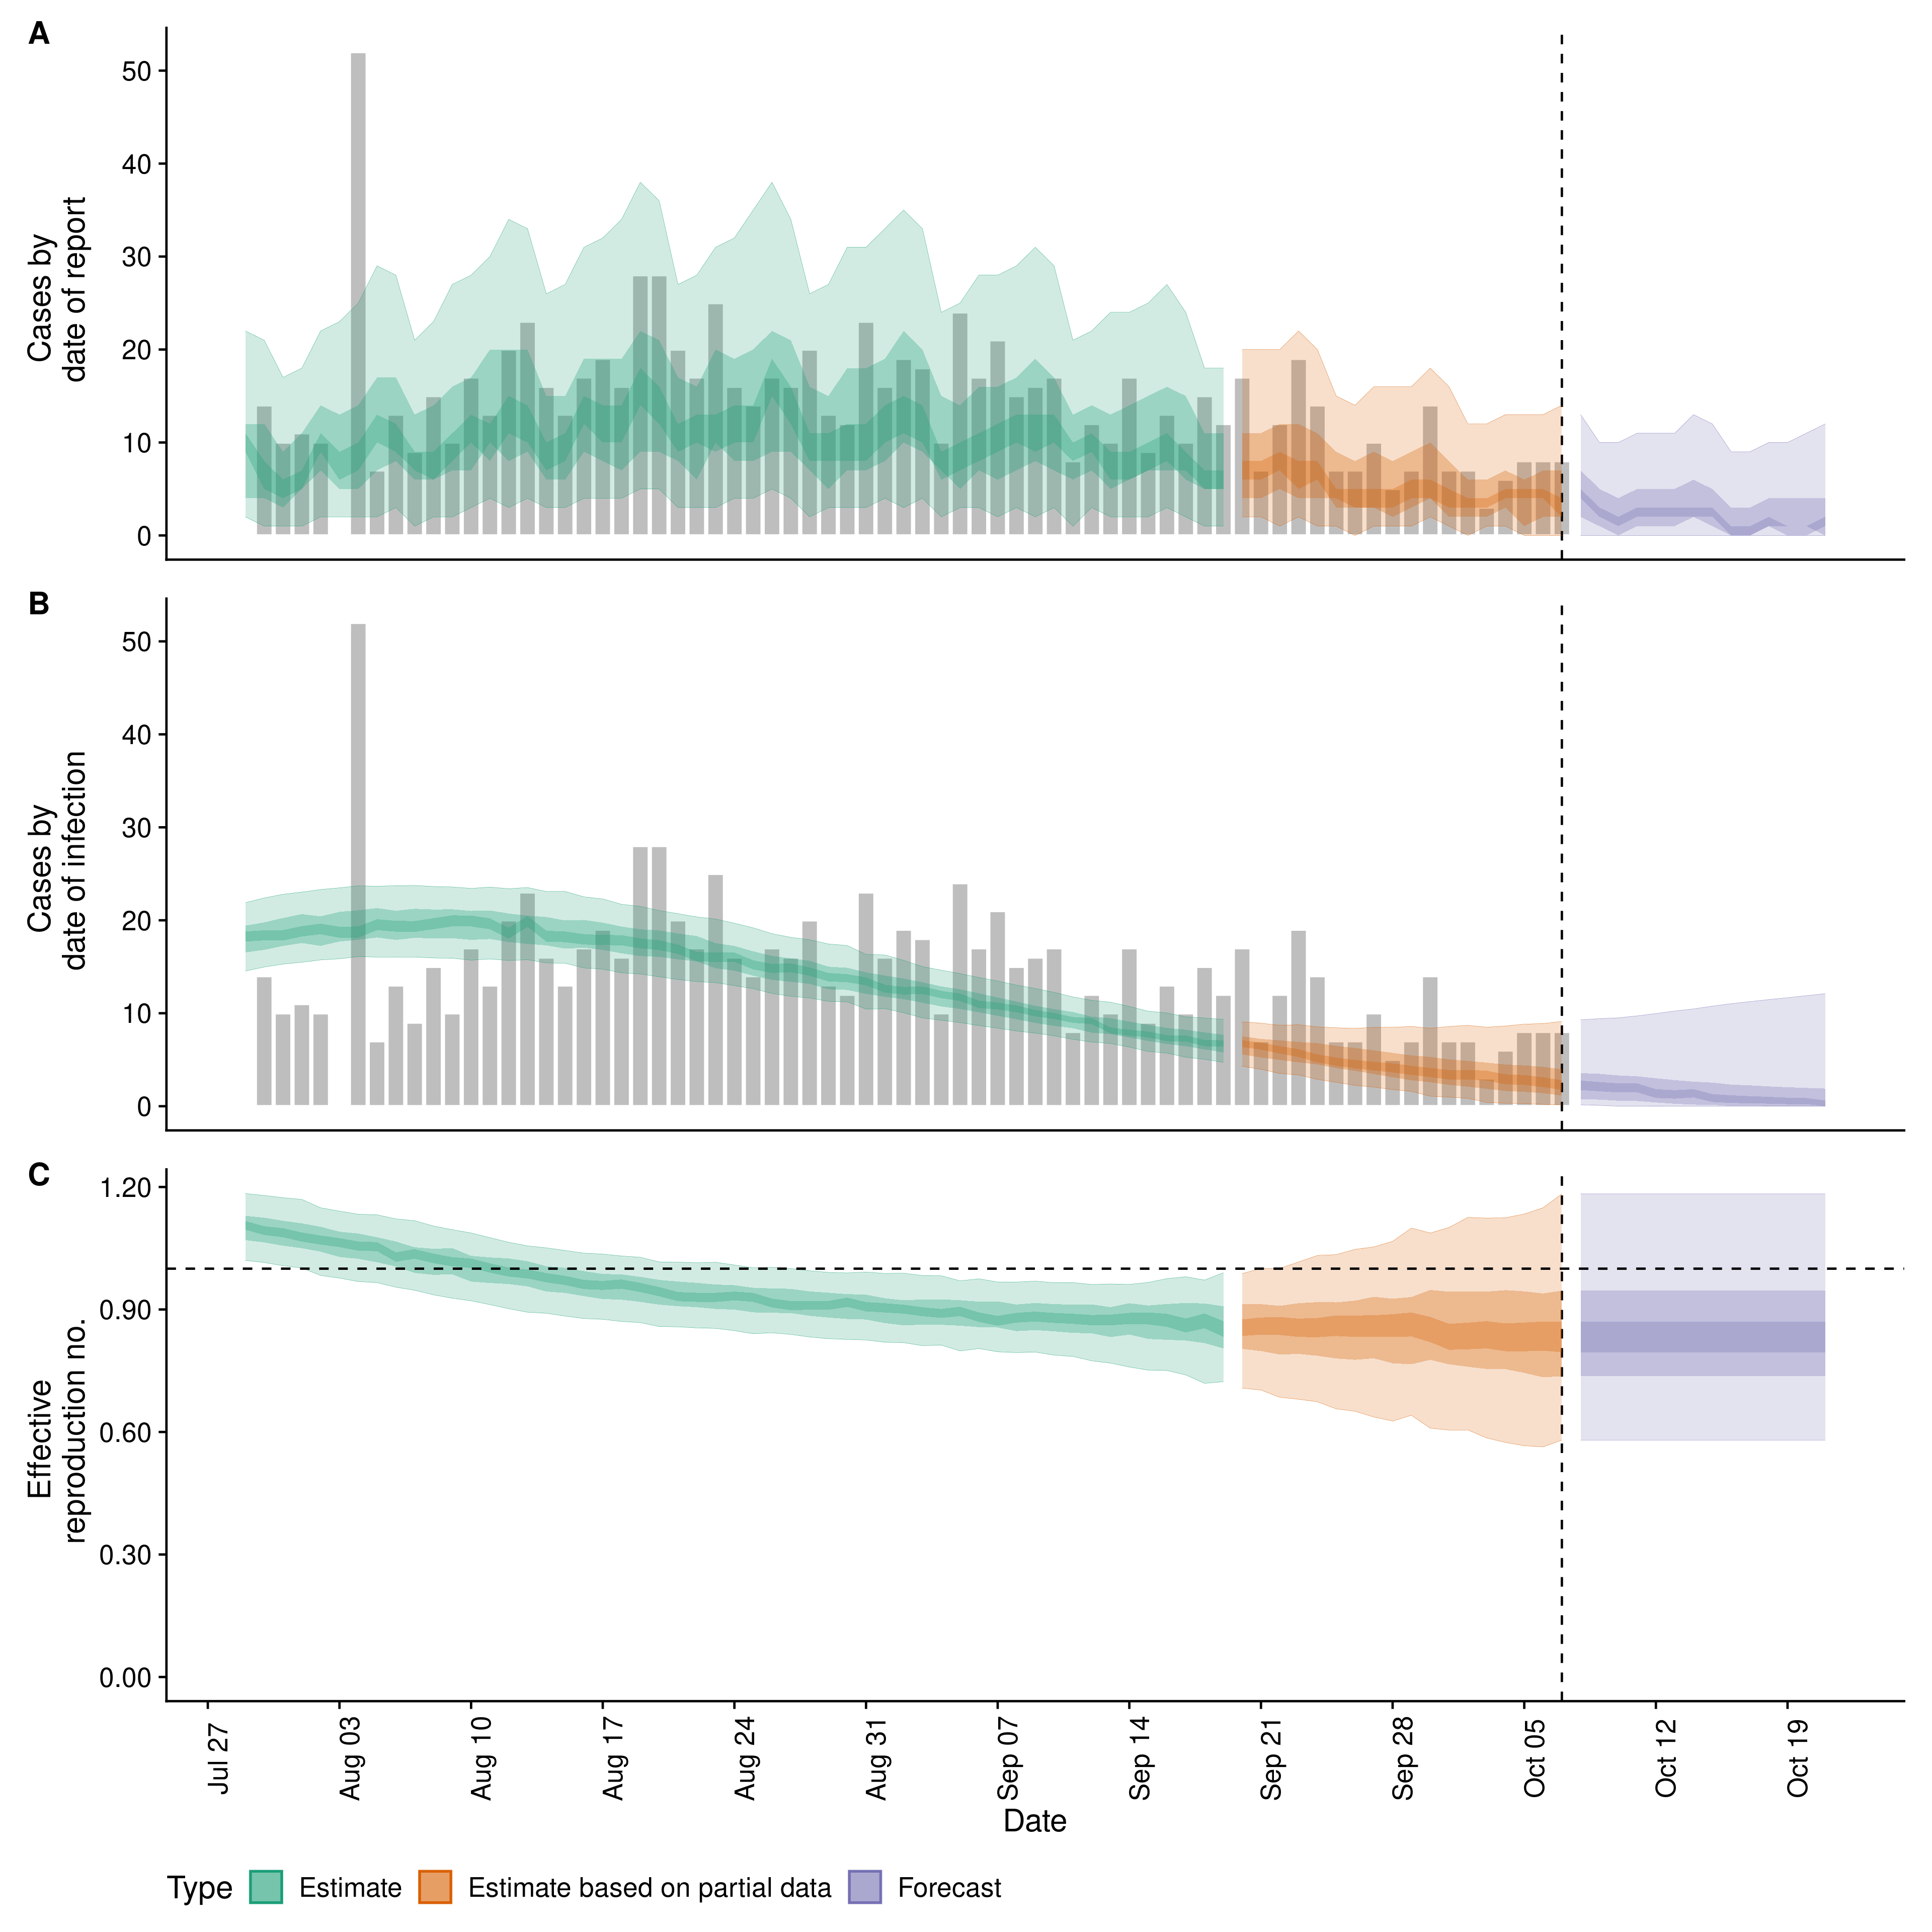 A
50
40
30
20
10
0
Cases by
date of report
B
50
40
30
20
10
0
Cases by
date of infection
C
1.20
0.90
0.60
0.30
0.00
Effective
reproduction no.
Jul 27
Aug 03
Aug 10
Aug 17
Aug 24
Aug 31
Sep 07
Sep 14
Sep 21
Sep 28
Oct 05
Oct 12
Oct 19
Date
Type Estimate Estimate based on partial data Forecast